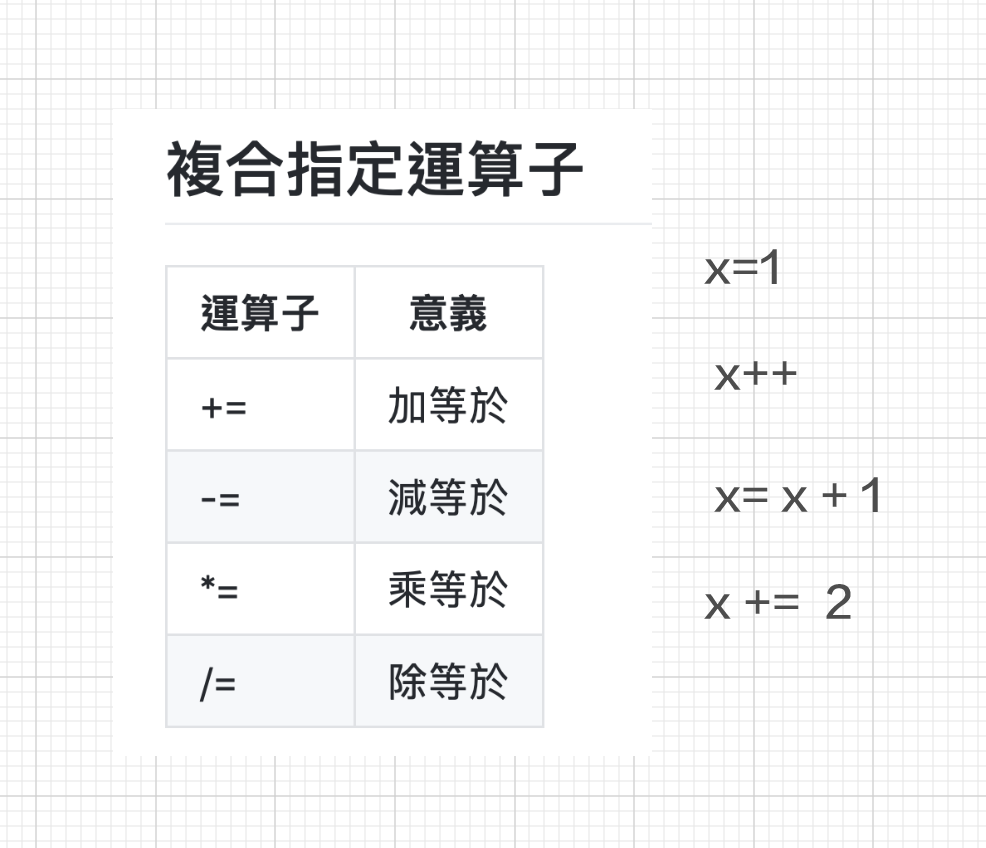 複合指定運算子
運算子 意義
+= 加等於
-= 減等於
*= 乘等於
/= 除等於
x=1
x++
x= x + 1
x += 2